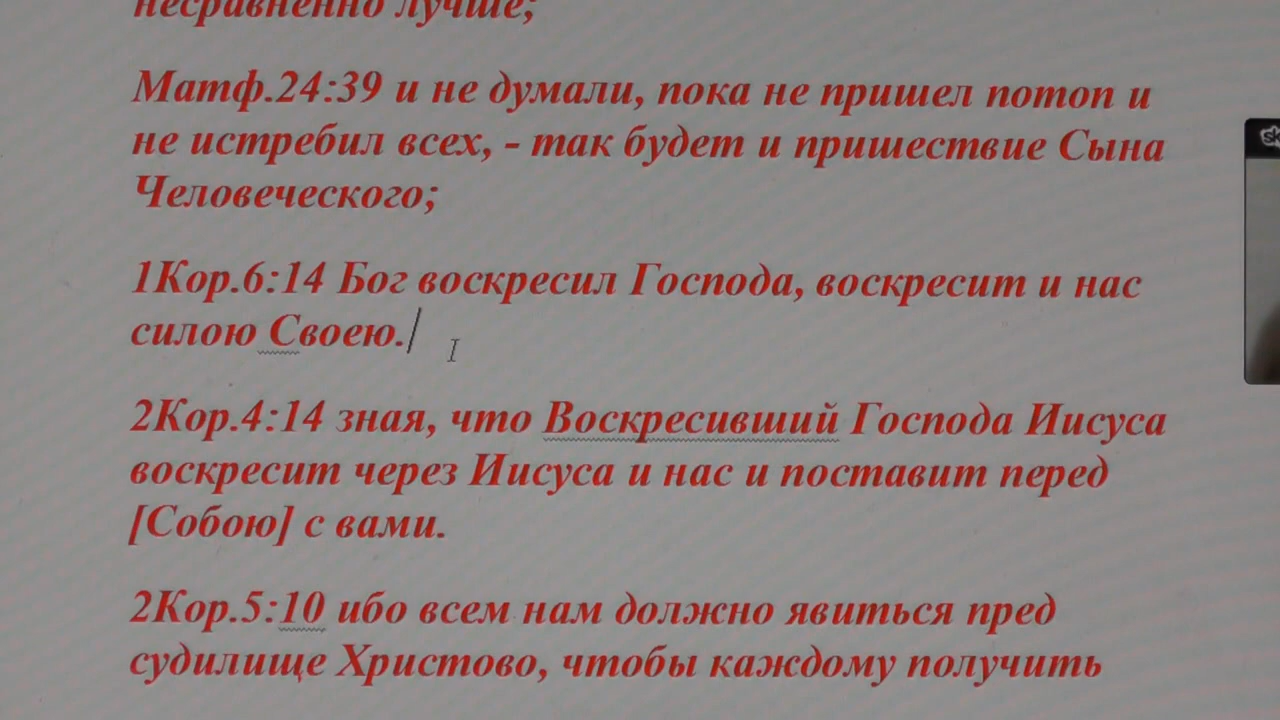 несравненно лучше;
Матф.24:39 и не думали, пока не пришел потоп и
не истребил всех, - так будет и пришествие Сына
Человеческого;
1Кор.6:14 Бог воскресил Господа, воскресит и нас
силою Своею.
2Кор.4:14 зная, что Воскресивший Господа Иисуса
воскресит через Иисуса и нас и поставит перед
[Собою] с вами.
2Кор.5:10 ибо всем нам должно явиться пред
судилище Христово, чтобы каждому получить